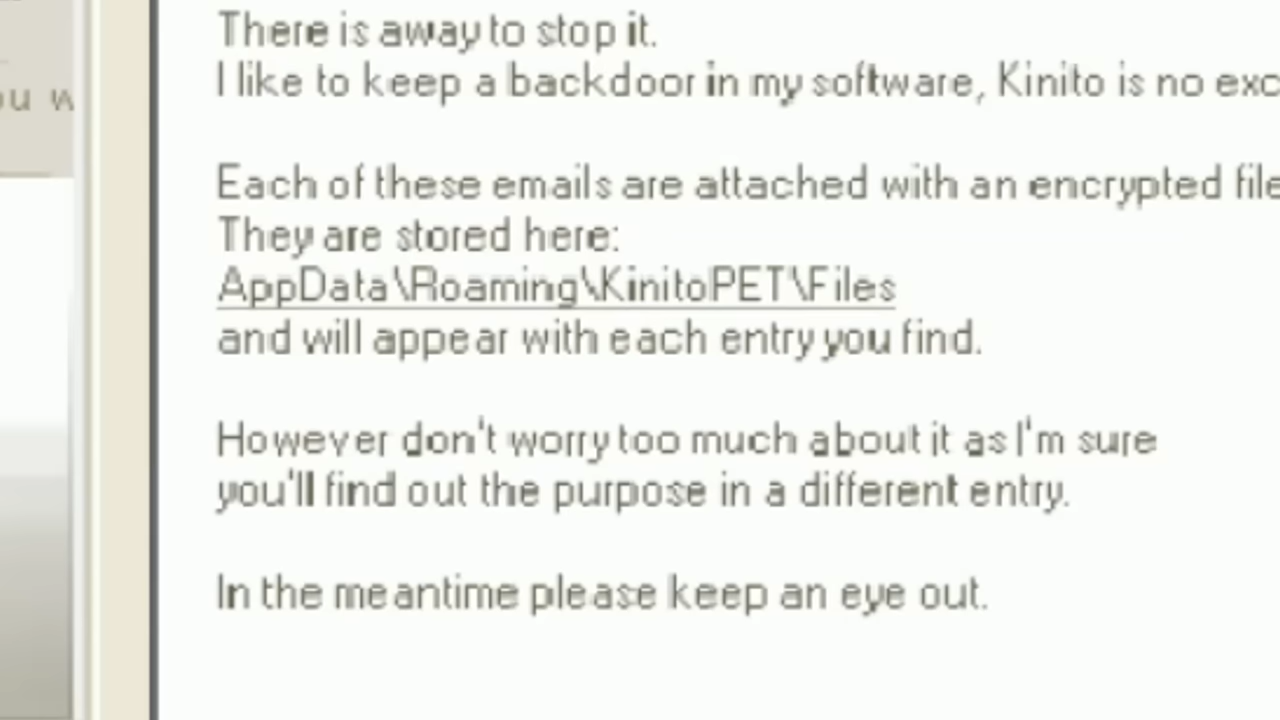 There is away to stop it.
I like to keep a backdoor in my software, Kinito is no exc
Each of these emails are attached with an encrypted file
They are stored here:
AppData\Roaming\KinitoPET\Files
and will appear with each entry you find.
However don't worry too much about it as I'm sure
you'll find out the purpose in a different entry.
In the meantime please keep an eye out.